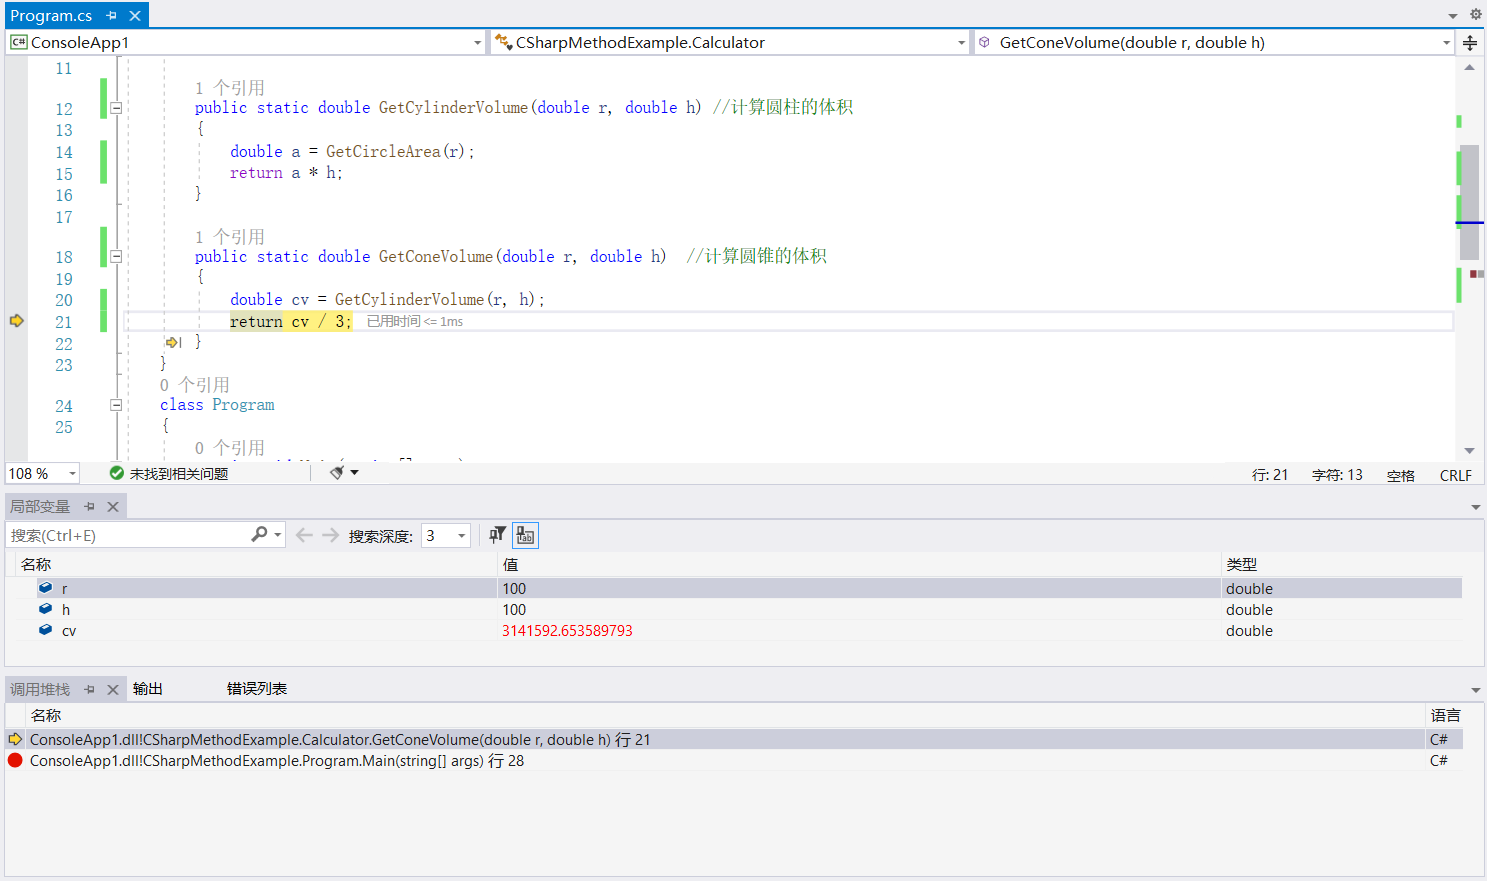 Program.cs
C# ConsoleApp1 CSharpMethodExample.Calculator GetConeVolume(double r, double h)
11
1 个引用
12 public static double GetCylinderVolume(double r, double h) //计算圆柱的体积
13 {
14 double a = GetCircleArea(r);
15 return a * h;
16 }
17
1 个引用
18 public static double GetConeVolume(double r, double h) //计算圆锥的体积
19 {
20 double cv = GetCylinderVolume(r, h);
21 return cv / 3; 已用时间 <= 1ms
22 }
23 }
0 个引用
24 class Program
25 {
0 个引用
108 % 未找到相关问题 行: 21 字符: 13 空格 CRLF
局部变量
搜索(Ctrl+E) 搜索深度: 3
名称 值 类型
r 100 double
h 100 double
cv 3141592.653589793 double
调用堆栈 输出 错误列表
名称 语言
ConsoleApp1.dll!CSharpMethodExample.Calculator.GetConeVolume(double r, double h) 行 21 C#
ConsoleApp1.dll!CSharpMethodExample.Program.Main(string[] args) 行 28 C#